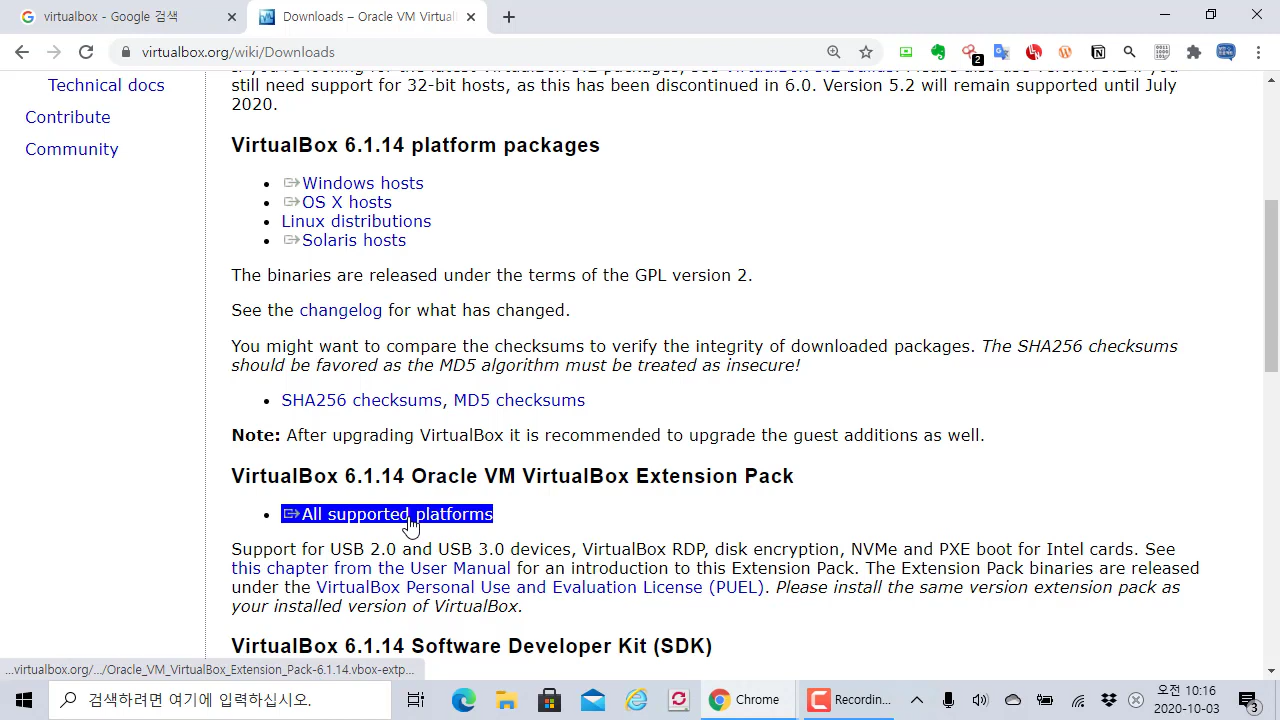 virtualbox - Google 검색
Downloads – Oracle VM Virtual
virtualbox.org/wiki/Downloads
2
Technical docs
Contribute
Community
still need support for 32-bit hosts, as this has been discontinued in 6.0. Version 5.2 will remain supported until July
2020.
VirtualBox 6.1.14 platform packages
Windows hosts
OS X hosts
Linux distributions
Solaris hosts
The binaries are released under the terms of the GPL version 2.
See the changelog for what has changed.
You might want to compare the checksums to verify the integrity of downloaded packages. The SHA256 checksums
should be favored as the MD5 algorithm must be treated as insecure!
SHA256 checksums, MD5 checksums
Note: After upgrading VirtualBox it is recommended to upgrade the guest additions as well.
VirtualBox 6.1.14 Oracle VM VirtualBox Extension Pack
All supported platforms
Support for USB 2.0 and USB 3.0 devices, VirtualBox RDP, disk encryption, NVMe and PXE boot for Intel cards. See
this chapter from the User Manual for an introduction to this Extension Pack. The Extension Pack binaries are released
under the VirtualBox Personal Use and Evaluation License (PUEL). Please install the same version extension pack as
your installed version of VirtualBox.
VirtualBox 6.1.14 Software Developer Kit (SDK)
...virtualbox.org/.../Oracle_VM_VirtualBox_Extension_Pack-6.1.14.vbox-extp...
검색하려면 여기에 입력하십시오.
Chrome
Recordin...
오전 10:16
2020-10-03
3